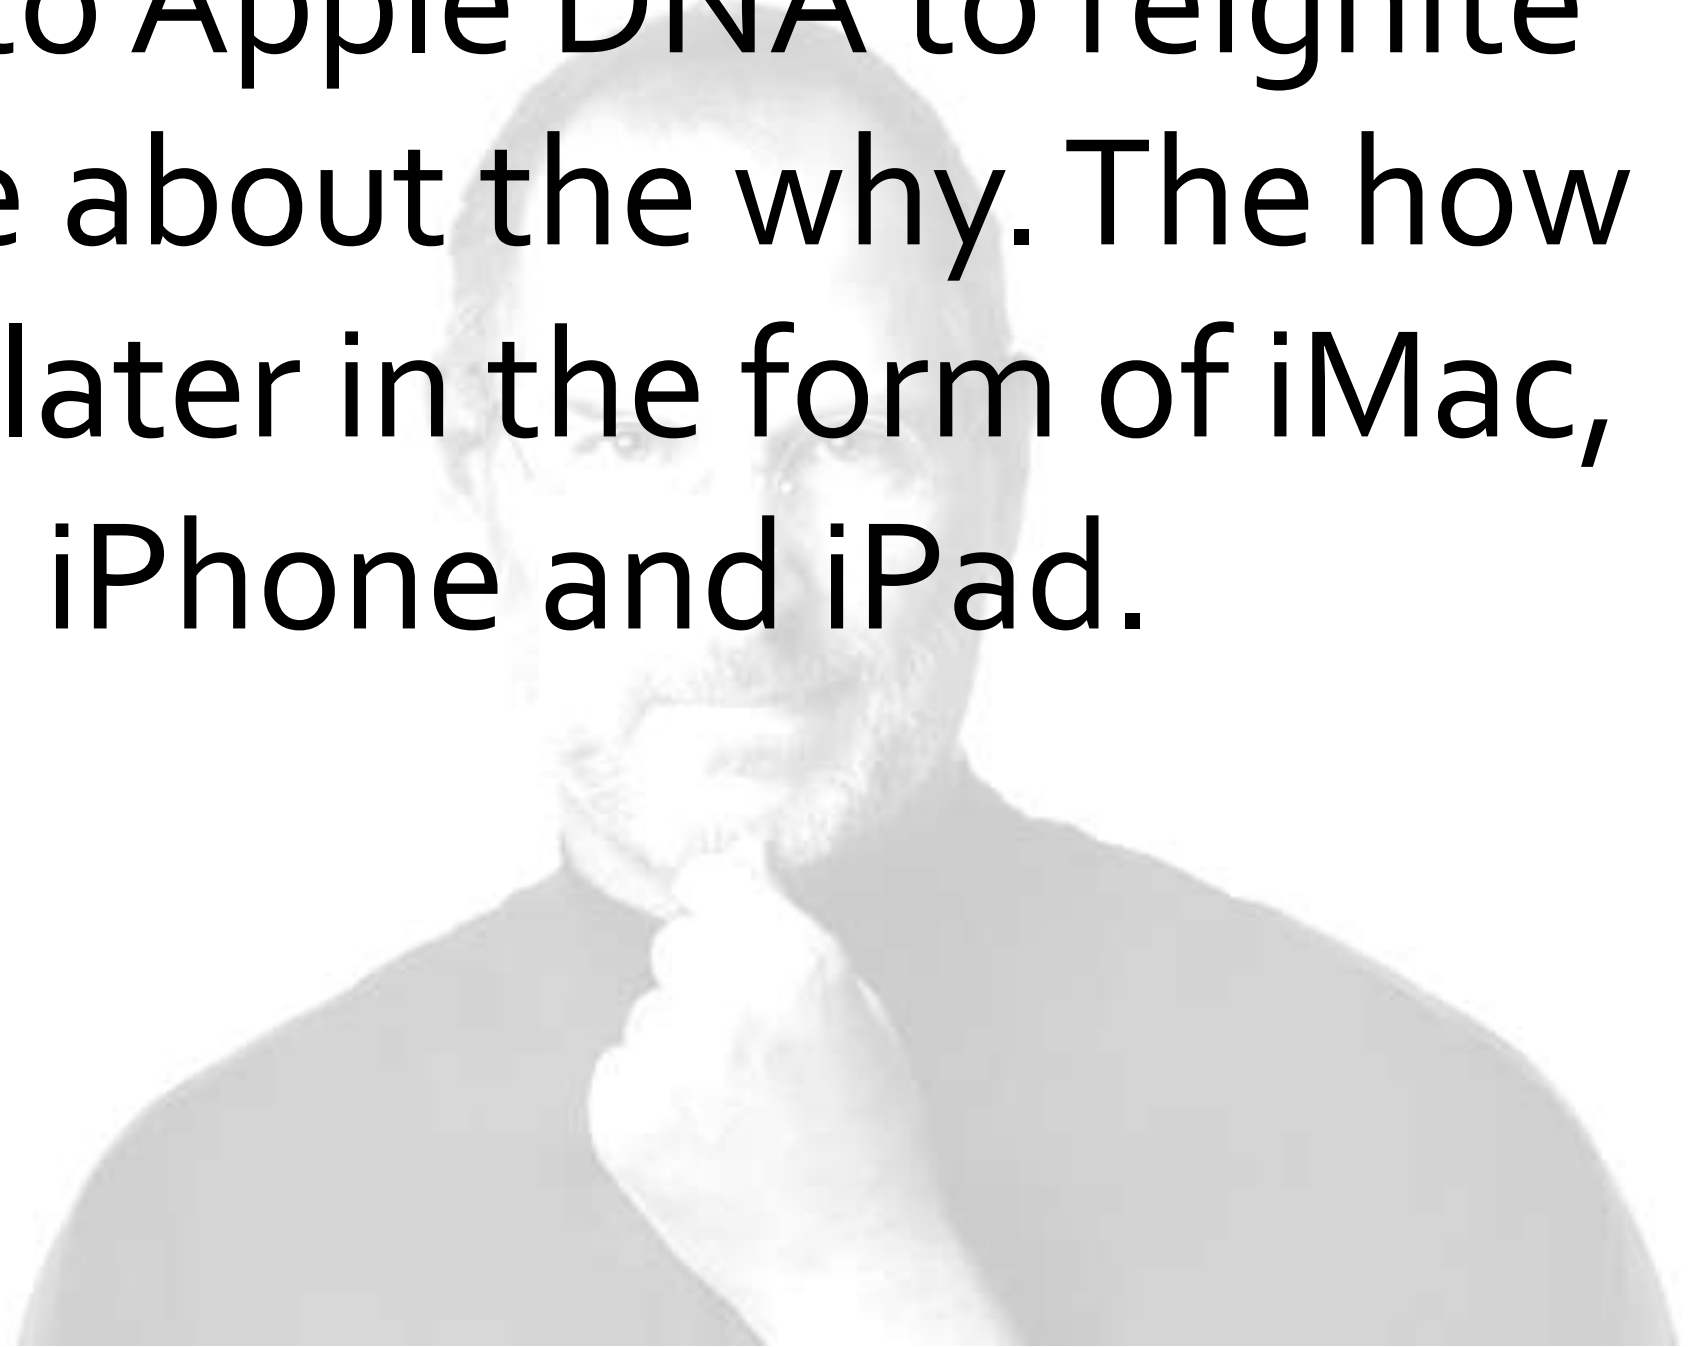 to Apple DNA to reignite
about the why. The how
later in the form of iMac,
iPhone and iPad.